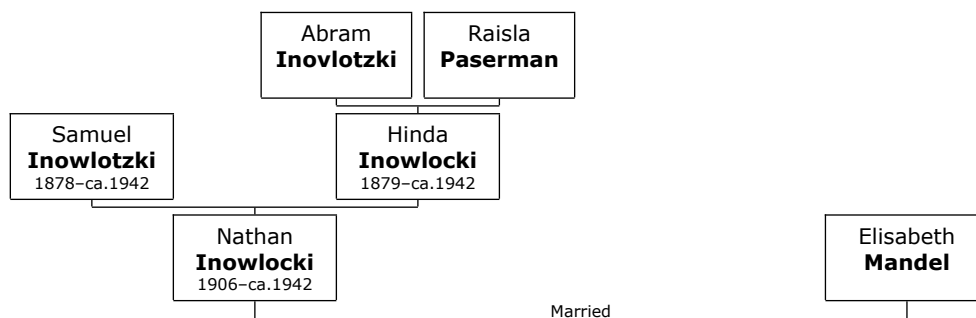 Abram
Inovlotzki
Raisla
Paserman
Samuel
Inowlotzki
1878–ca.1942
Hinda
Inowlocki
1879–ca.1942
Nathan
Inowlocki
1906–ca.1942
Elisabeth
Mandel
Married